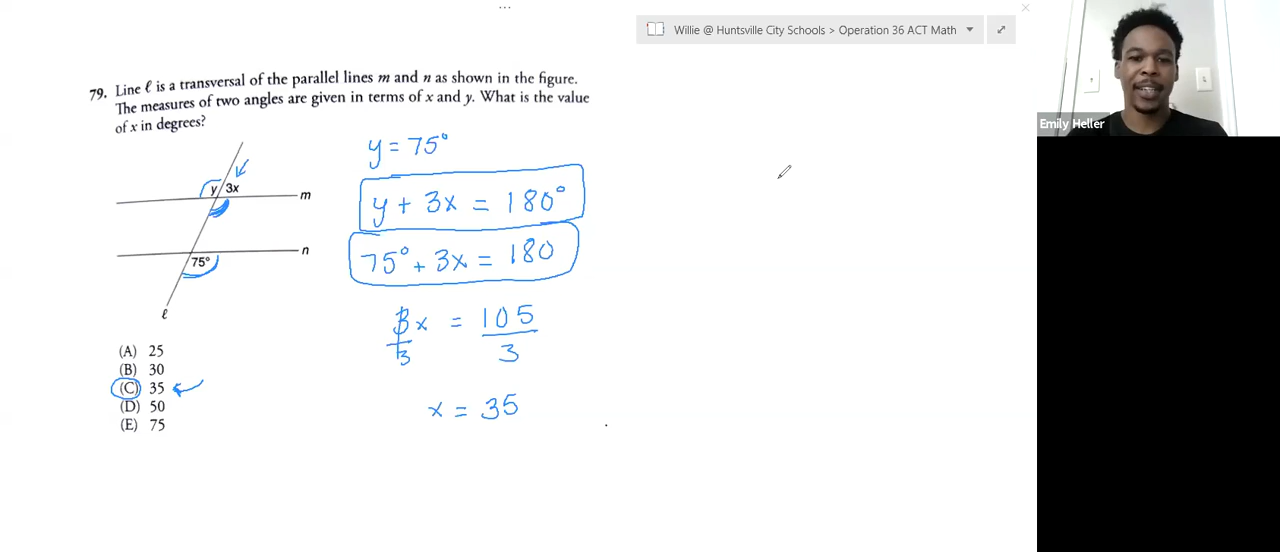 Willie @ Huntsville City Schools > Operation 36 ACT Math
Emily Heller
79. Line ℓ is a transversal of the parallel lines m and n as shown in the figure.
The measures of two angles are given in terms of x and y. What is the value
of x in degrees?
y 3x m
75° n
ℓ
(A) 25
(B) 30
(C) 35
(D) 50
(E) 75
y = 75°
y + 3x = 180°
75° + 3x = 180
3x = 105
3 3
x = 35